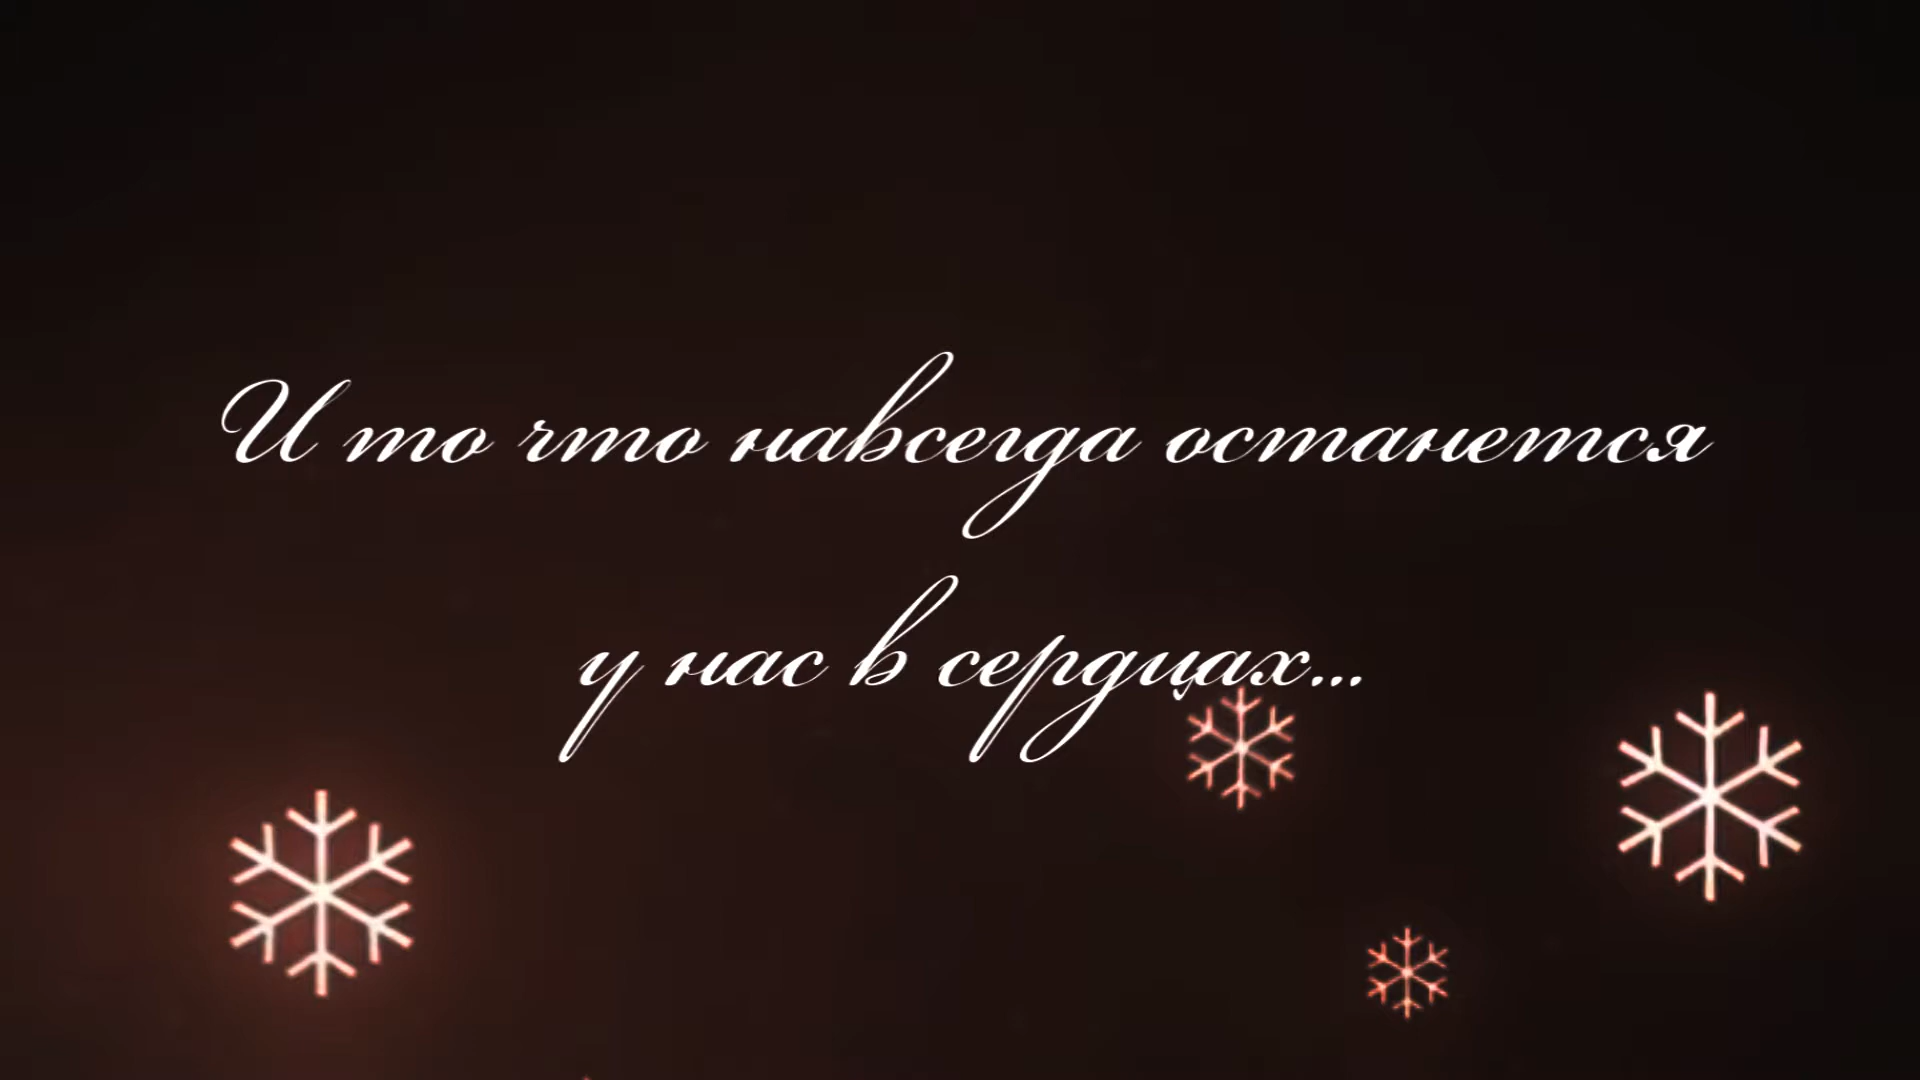 И то что навсегда останется
у нас в сердцах...